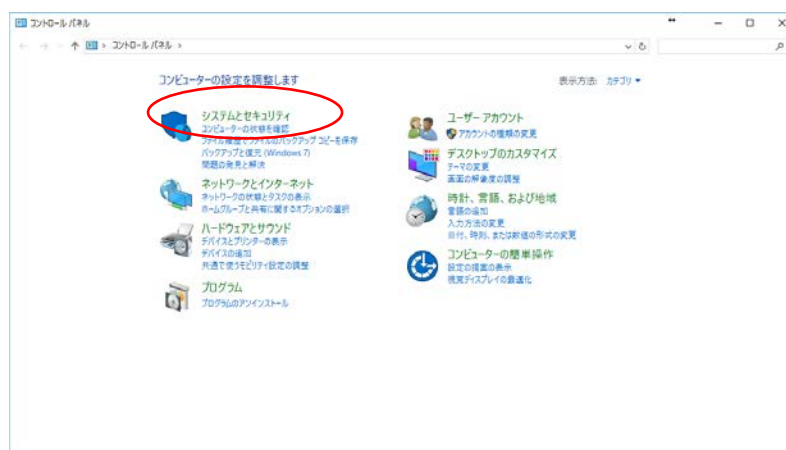 コントロール パネル
コントロール パネル
コンピューターの設定を調整します
表示方法: カテゴリ
システムとセキュリティ
コンピューターの状態を確認
ファイル履歴でファイルのバックアップ コピーを保存
バックアップと復元 (Windows 7)
問題の発見と解決
ネットワークとインターネット
ネットワークの状態とタスクの表示
ホームグループと共有に関するオプションの選択
ハードウェアとサウンド
デバイスとプリンターの表示
デバイスの追加
共通で使うモビリティ設定の調整
プログラム
プログラムのアンインストール
ユーザー アカウント
アカウントの種類の変更
デスクトップのカスタマイズ
テーマの変更
画面の解像度の調整
時計、言語、および地域
言語の追加
入力方法の変更
日付、時刻、または数値の形式の変更
コンピューターの簡単操作
設定の提案の表示
視覚ディスプレイの最適化